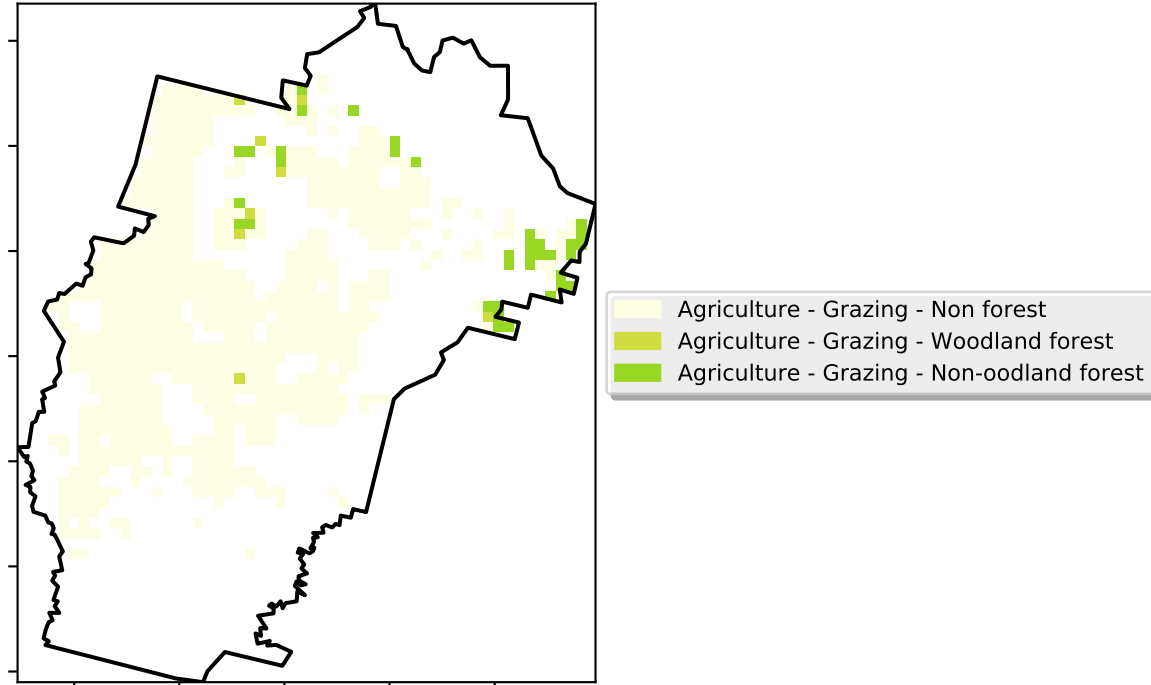 Agriculture - Grazing - Non forest
Agriculture - Grazing - Woodland forest
Agriculture - Grazing - Non-oodland forest